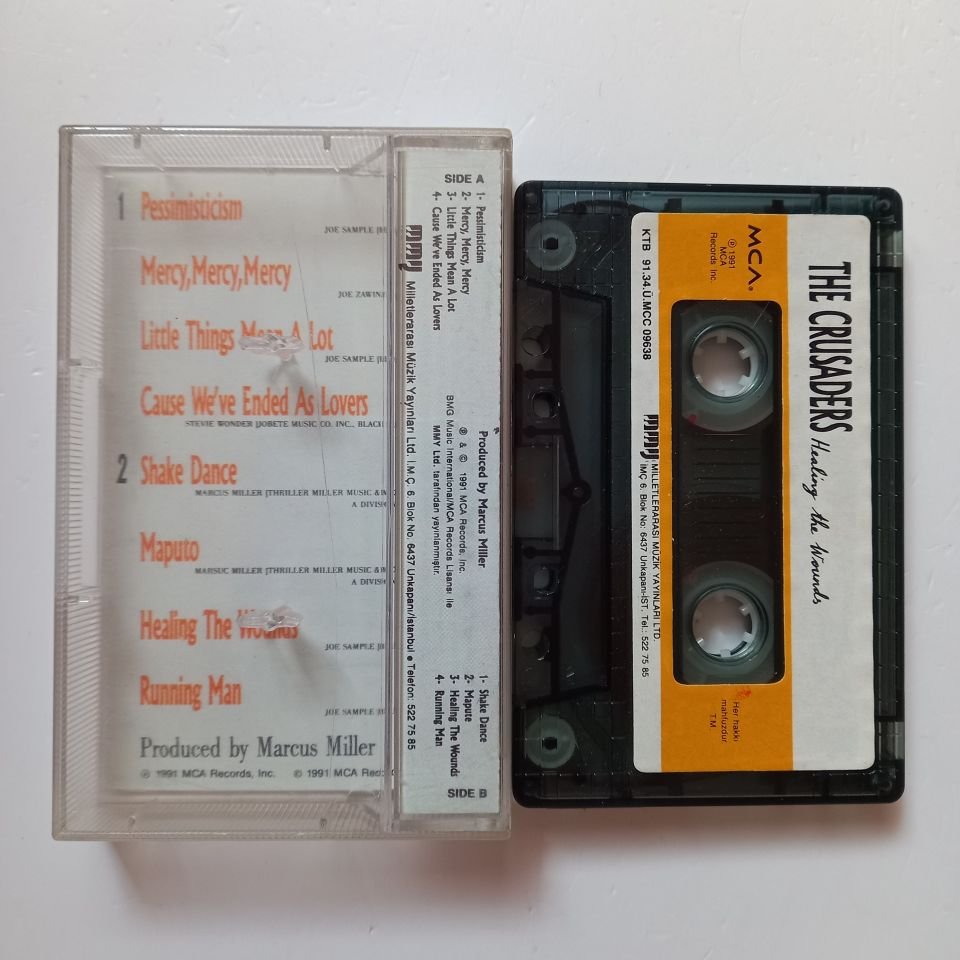 1 Pessimisticism
JOE SAMPLE
Mercy,Mercy,Mercy
JOE ZAWINU
Little Things Mean A Lot
JOE SAMPLE
Cause We've Ended As Lovers
STEVIE WONDER [JOBETE MUSIC CO. INC., BLACK
2 Shake Dance
MARCUS MILLER [THRILLER MILLER MUSIC &
A DIVISI
Maputo
MARSUC MILLER [THRILLER MILLER MUSIC &
A DIVISI
Healing The Wounds
JOE SAMPLE
Running Man
JOE SAMPLE
Produced by Marcus Miller
℗ 1991 MCA Records, Inc. © 1991 MCA Rec
SIDE A
1- Pessimisticism
2- Mercy, Mercy, Mercy
3- Little Things Mean A Lot
4- Cause We've Ended As Lovers
Produced by Marcus Miller
℗ & © 1991 MCA Records, Inc.
BMG Music International/MCA Records Lisansı ile
MMY Ltd. tarafından yayınlanmıştır.
1- Shake Dance
2- Mapute
3- Healing The Wounds
4- Running Man
SIDE B
mmy Milletlerarası Müzik Yayınları Ltd. İ.M.Ç. 6. Blok No. 6437 Unkapanı/İstanbul • Telefon: 522 75 85
THE CRUSADERS Healing the Wounds
MCA®
℗ 1991
MCA
Records Inc.
Her hakkı
mahfuzdur
T.M.
KTB 91.34.Ü.MCC 09638
mmy MİLLETLERARASI MÜZİK YAYINLARI LTD.
İMÇ 6. Blok No. 6437 Unkapanı-İST. Tel.: 522 75 85